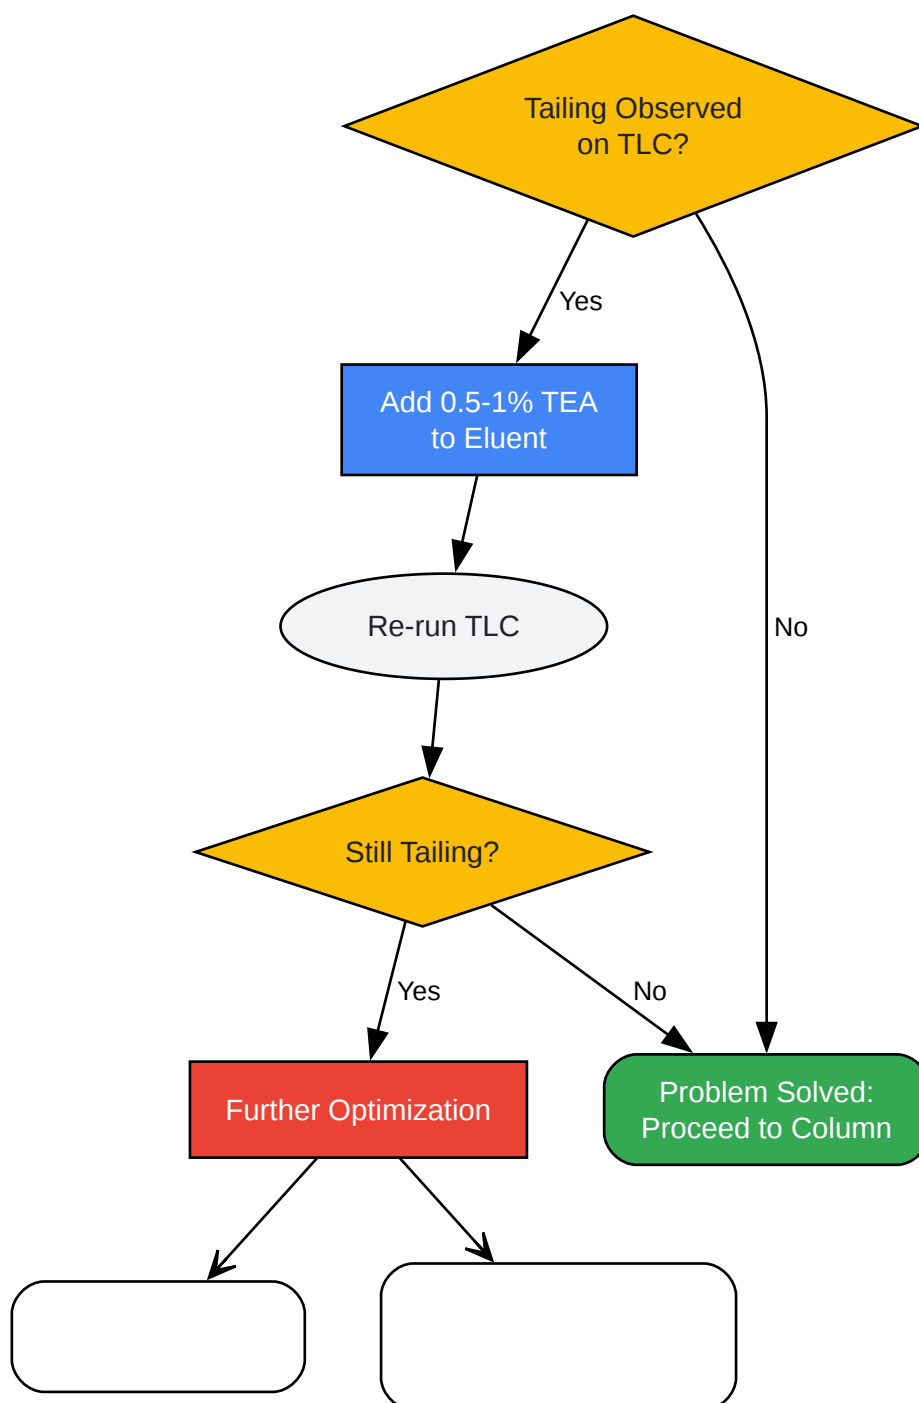 Tailing Observed
on TLC?
Yes
Add 0.5-1% TEA
to Eluent
Re-run TLC
No
Still Tailing?
Yes
No
Further Optimization
Problem Solved:
Proceed to Column